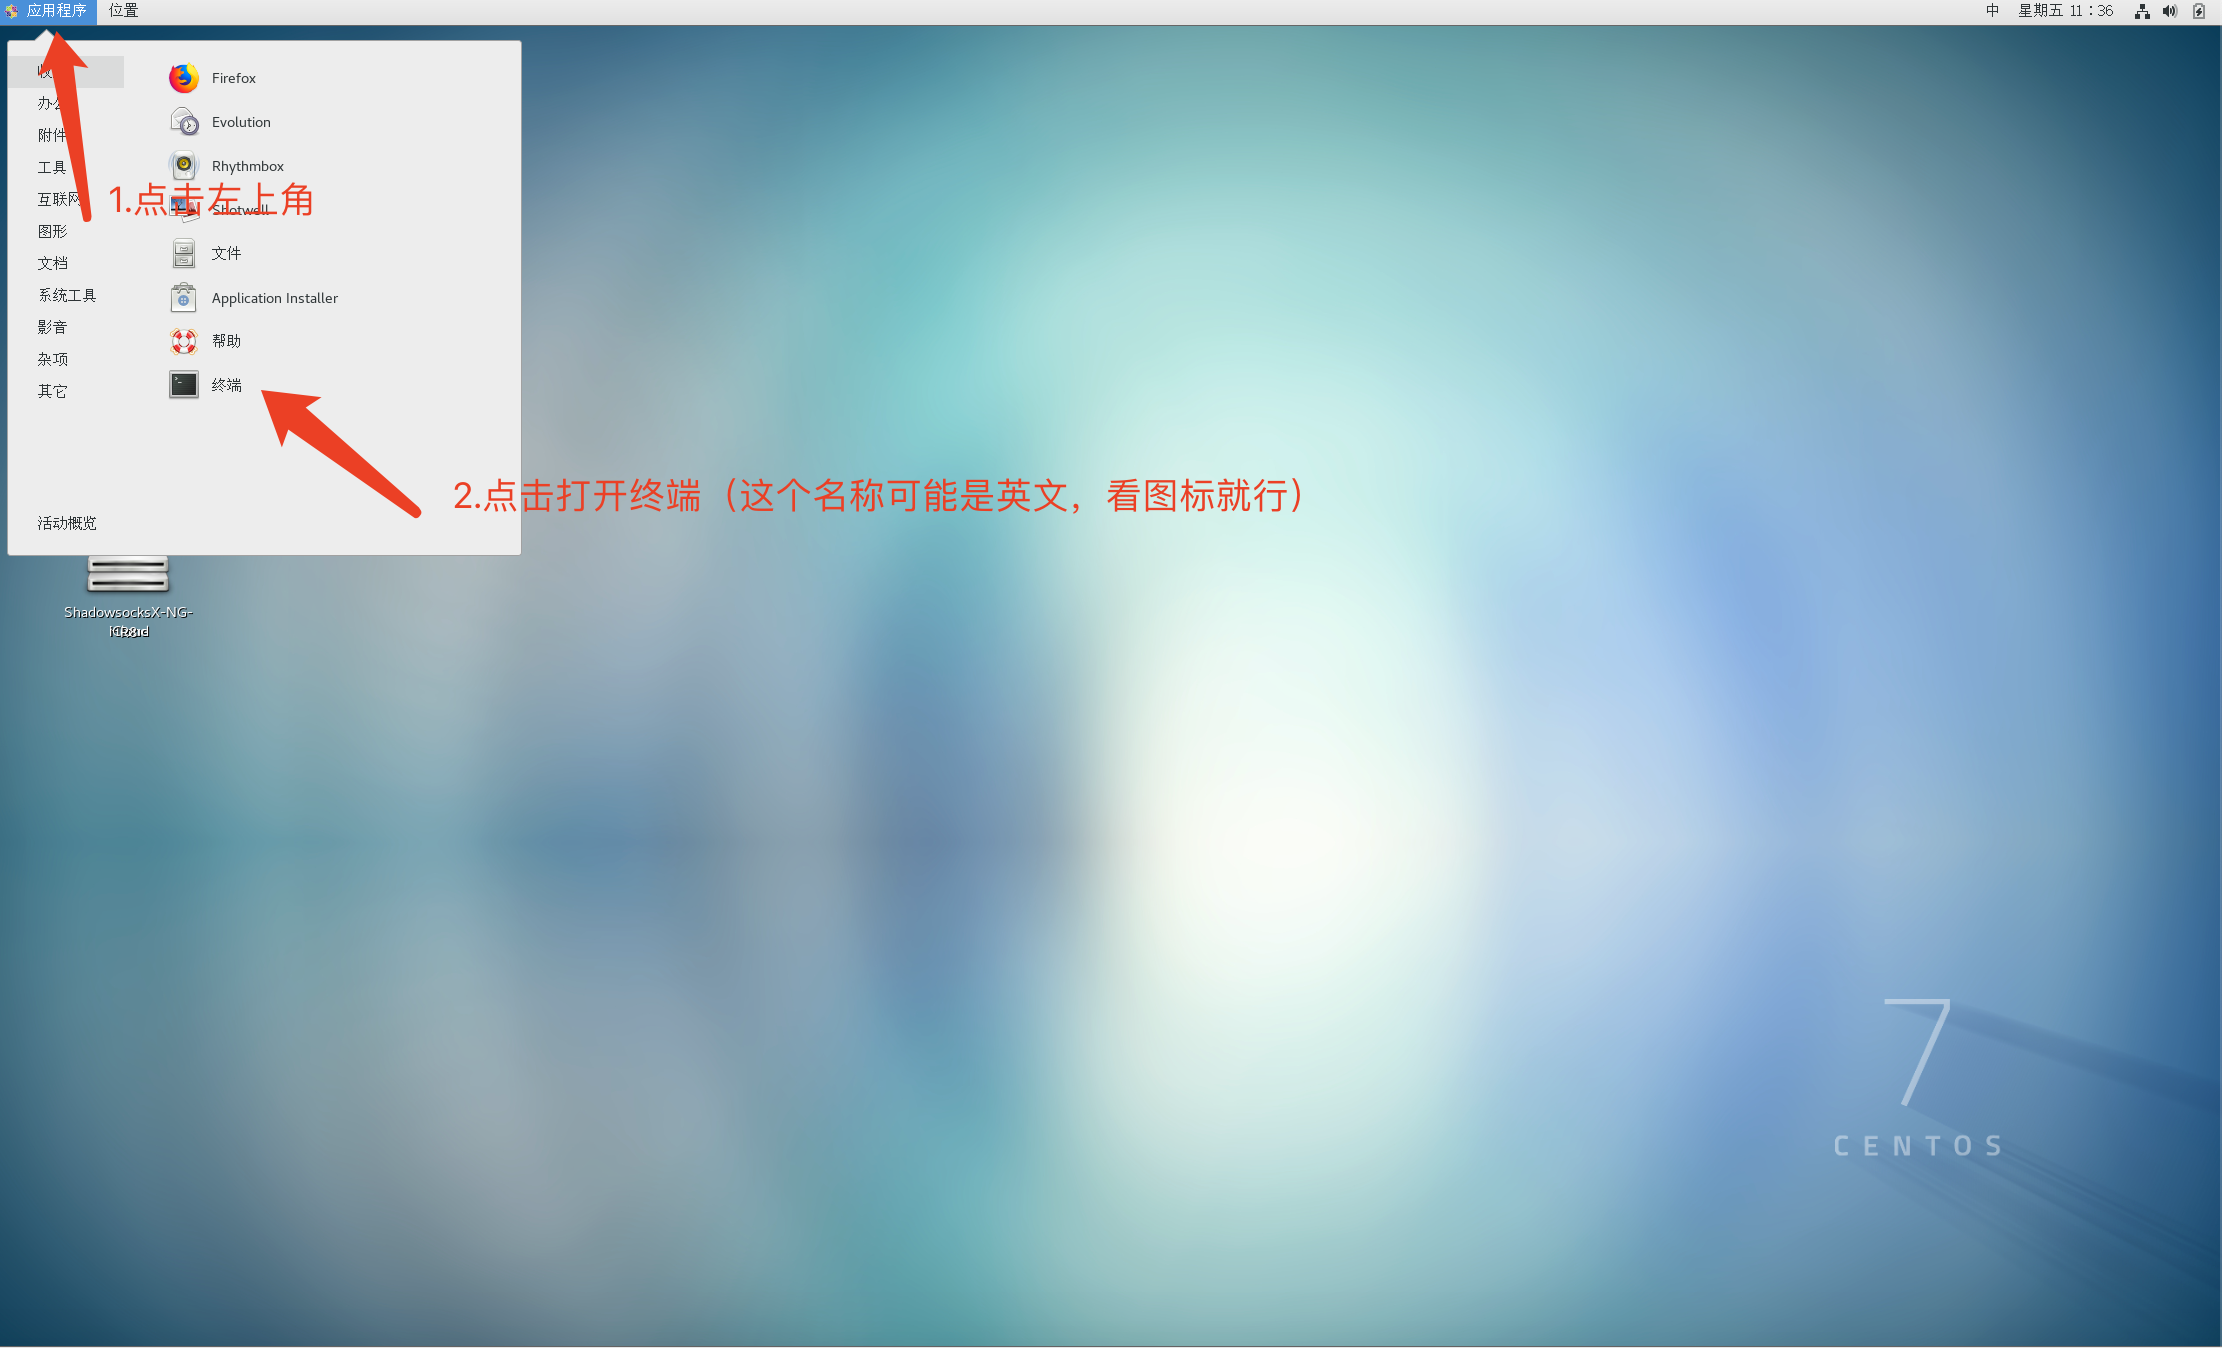 应用程序 位置
中 星期五 11：36
办公
附件
工具
互联网
图形
文档
系统工具
影音
杂项
其它
活动概览
Firefox
Evolution
Rhythmbox
Shotwell
文件
Application Installer
帮助
终端
1.点击左上角
2.点击打开终端（这个名称可能是英文，看图标就行）
ShadowsocksX-NG-
7
CENTOS